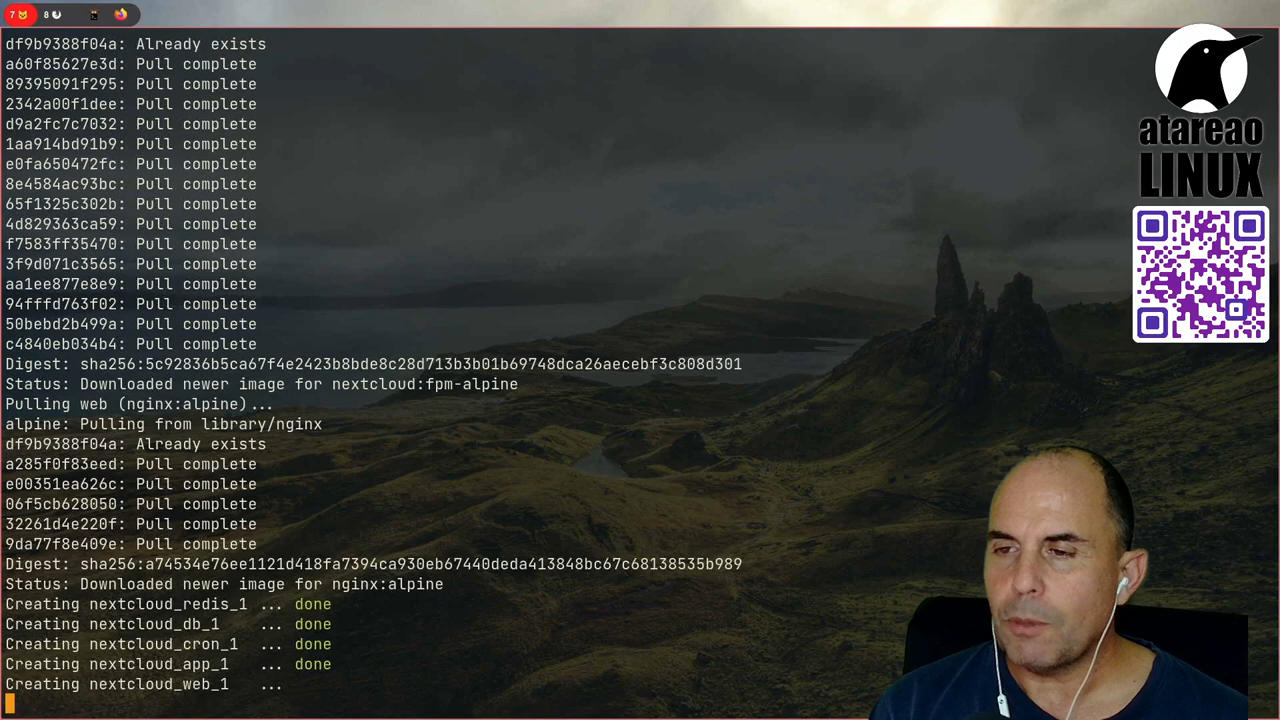 7 8
df9b9388f04a: Already exists
a60f85627e3d: Pull complete
89395091f295: Pull complete
2342a00f1dee: Pull complete
d9a2fc7c7032: Pull complete
1aa914bd91b9: Pull complete
e0fa650472fc: Pull complete
8e4584ac93bc: Pull complete
65f1325c302b: Pull complete
4d829363ca59: Pull complete
f7583ff35470: Pull complete
3f9d071c3565: Pull complete
aa1ee877e8e9: Pull complete
94fffd763f02: Pull complete
50bebd2b499a: Pull complete
c4840eb034b4: Pull complete
Digest: sha256:5c92836b5ca67f4e2423b8bde8c28d713b3b01b69748dca26aecebf3c808d301
Status: Downloaded newer image for nextcloud:fpm-alpine
Pulling web (nginx:alpine)...
alpine: Pulling from library/nginx
df9b9388f04a: Already exists
a285f0f83eed: Pull complete
e00351ea626c: Pull complete
06f5cb628050: Pull complete
32261d4e220f: Pull complete
9da77f8e409e: Pull complete
Digest: sha256:a74534e76ee1121d418fa7394ca930eb67440deda413848bc67c68138535b989
Status: Downloaded newer image for nginx:alpine
Creating nextcloud_redis_1 ... done
Creating nextcloud_db_1 ... done
Creating nextcloud_cron_1 ... done
Creating nextcloud_app_1 ... done
Creating nextcloud_web_1 ...
atareao
LINUX